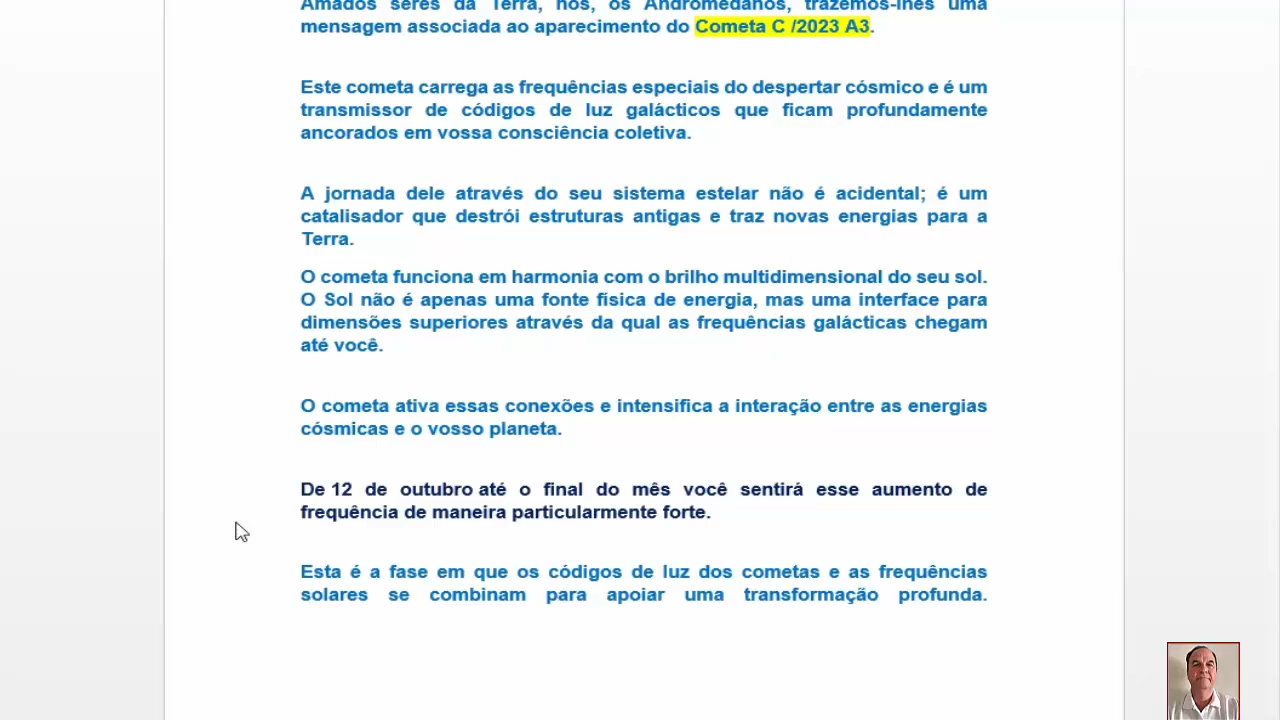 Amados seres da Terra, nós, os Andromedanos, trazemos-lhes uma
mensagem associada ao aparecimento do Cometa C /2023 A3.
Este cometa carrega as frequências especiais do despertar cósmico e é um
transmissor de códigos de luz galácticos que ficam profundamente
ancorados em vossa consciência coletiva.
A jornada dele através do seu sistema estelar não é acidental; é um
catalisador que destrói estruturas antigas e traz novas energias para a
Terra.
O cometa funciona em harmonia com o brilho multidimensional do seu sol.
O Sol não é apenas uma fonte física de energia, mas uma interface para
dimensões superiores através da qual as frequências galácticas chegam
até você.
O cometa ativa essas conexões e intensifica a interação entre as energias
cósmicas e o vosso planeta.
De 12 de outubro até o final do mês você sentirá esse aumento de
frequência de maneira particularmente forte.
Esta é a fase em que os códigos de luz dos cometas e as frequências
solares se combinam para apoiar uma transformação profunda.